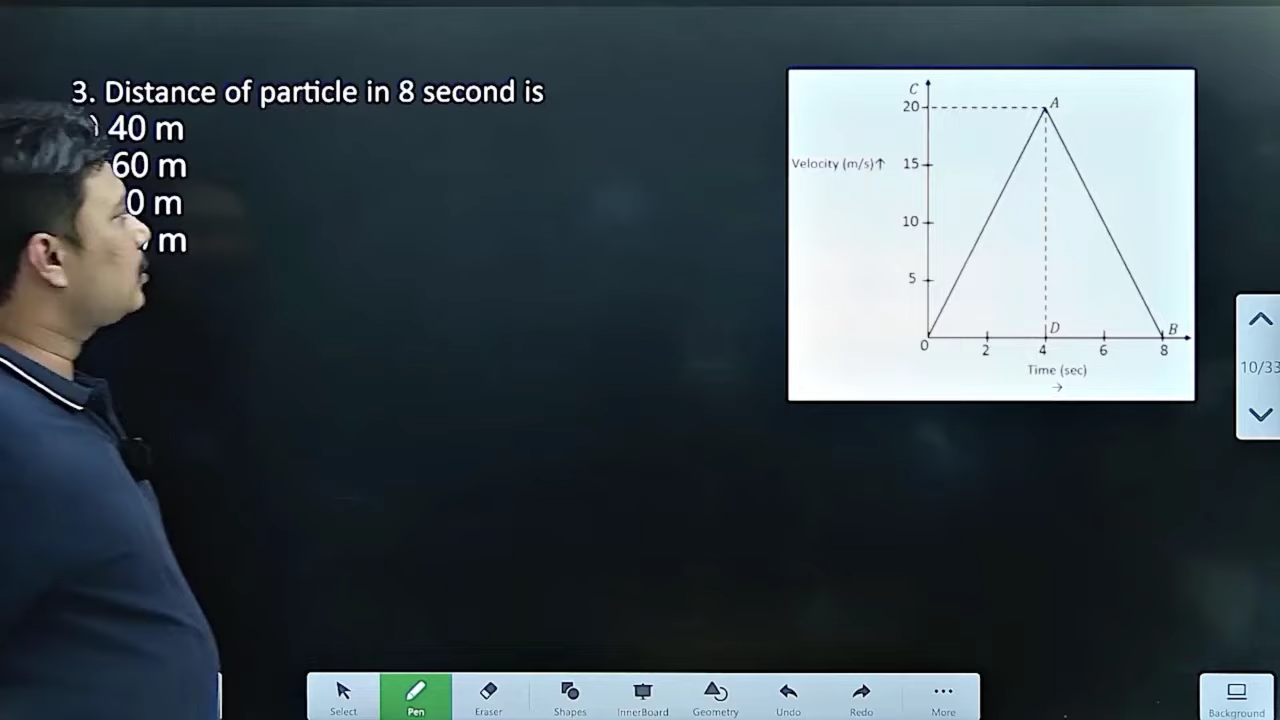 3. Distance of particle in 8 second is
40 m
60 m
0 m
m
C
20
A
Velocity (m/s)↑
15
10
5
D
B
0
2
4
6
8
Time (sec)
→
10/33
Select
Pen
Eraser
Shapes
InnerBoard
Geometry
Undo
Redo
More
Background